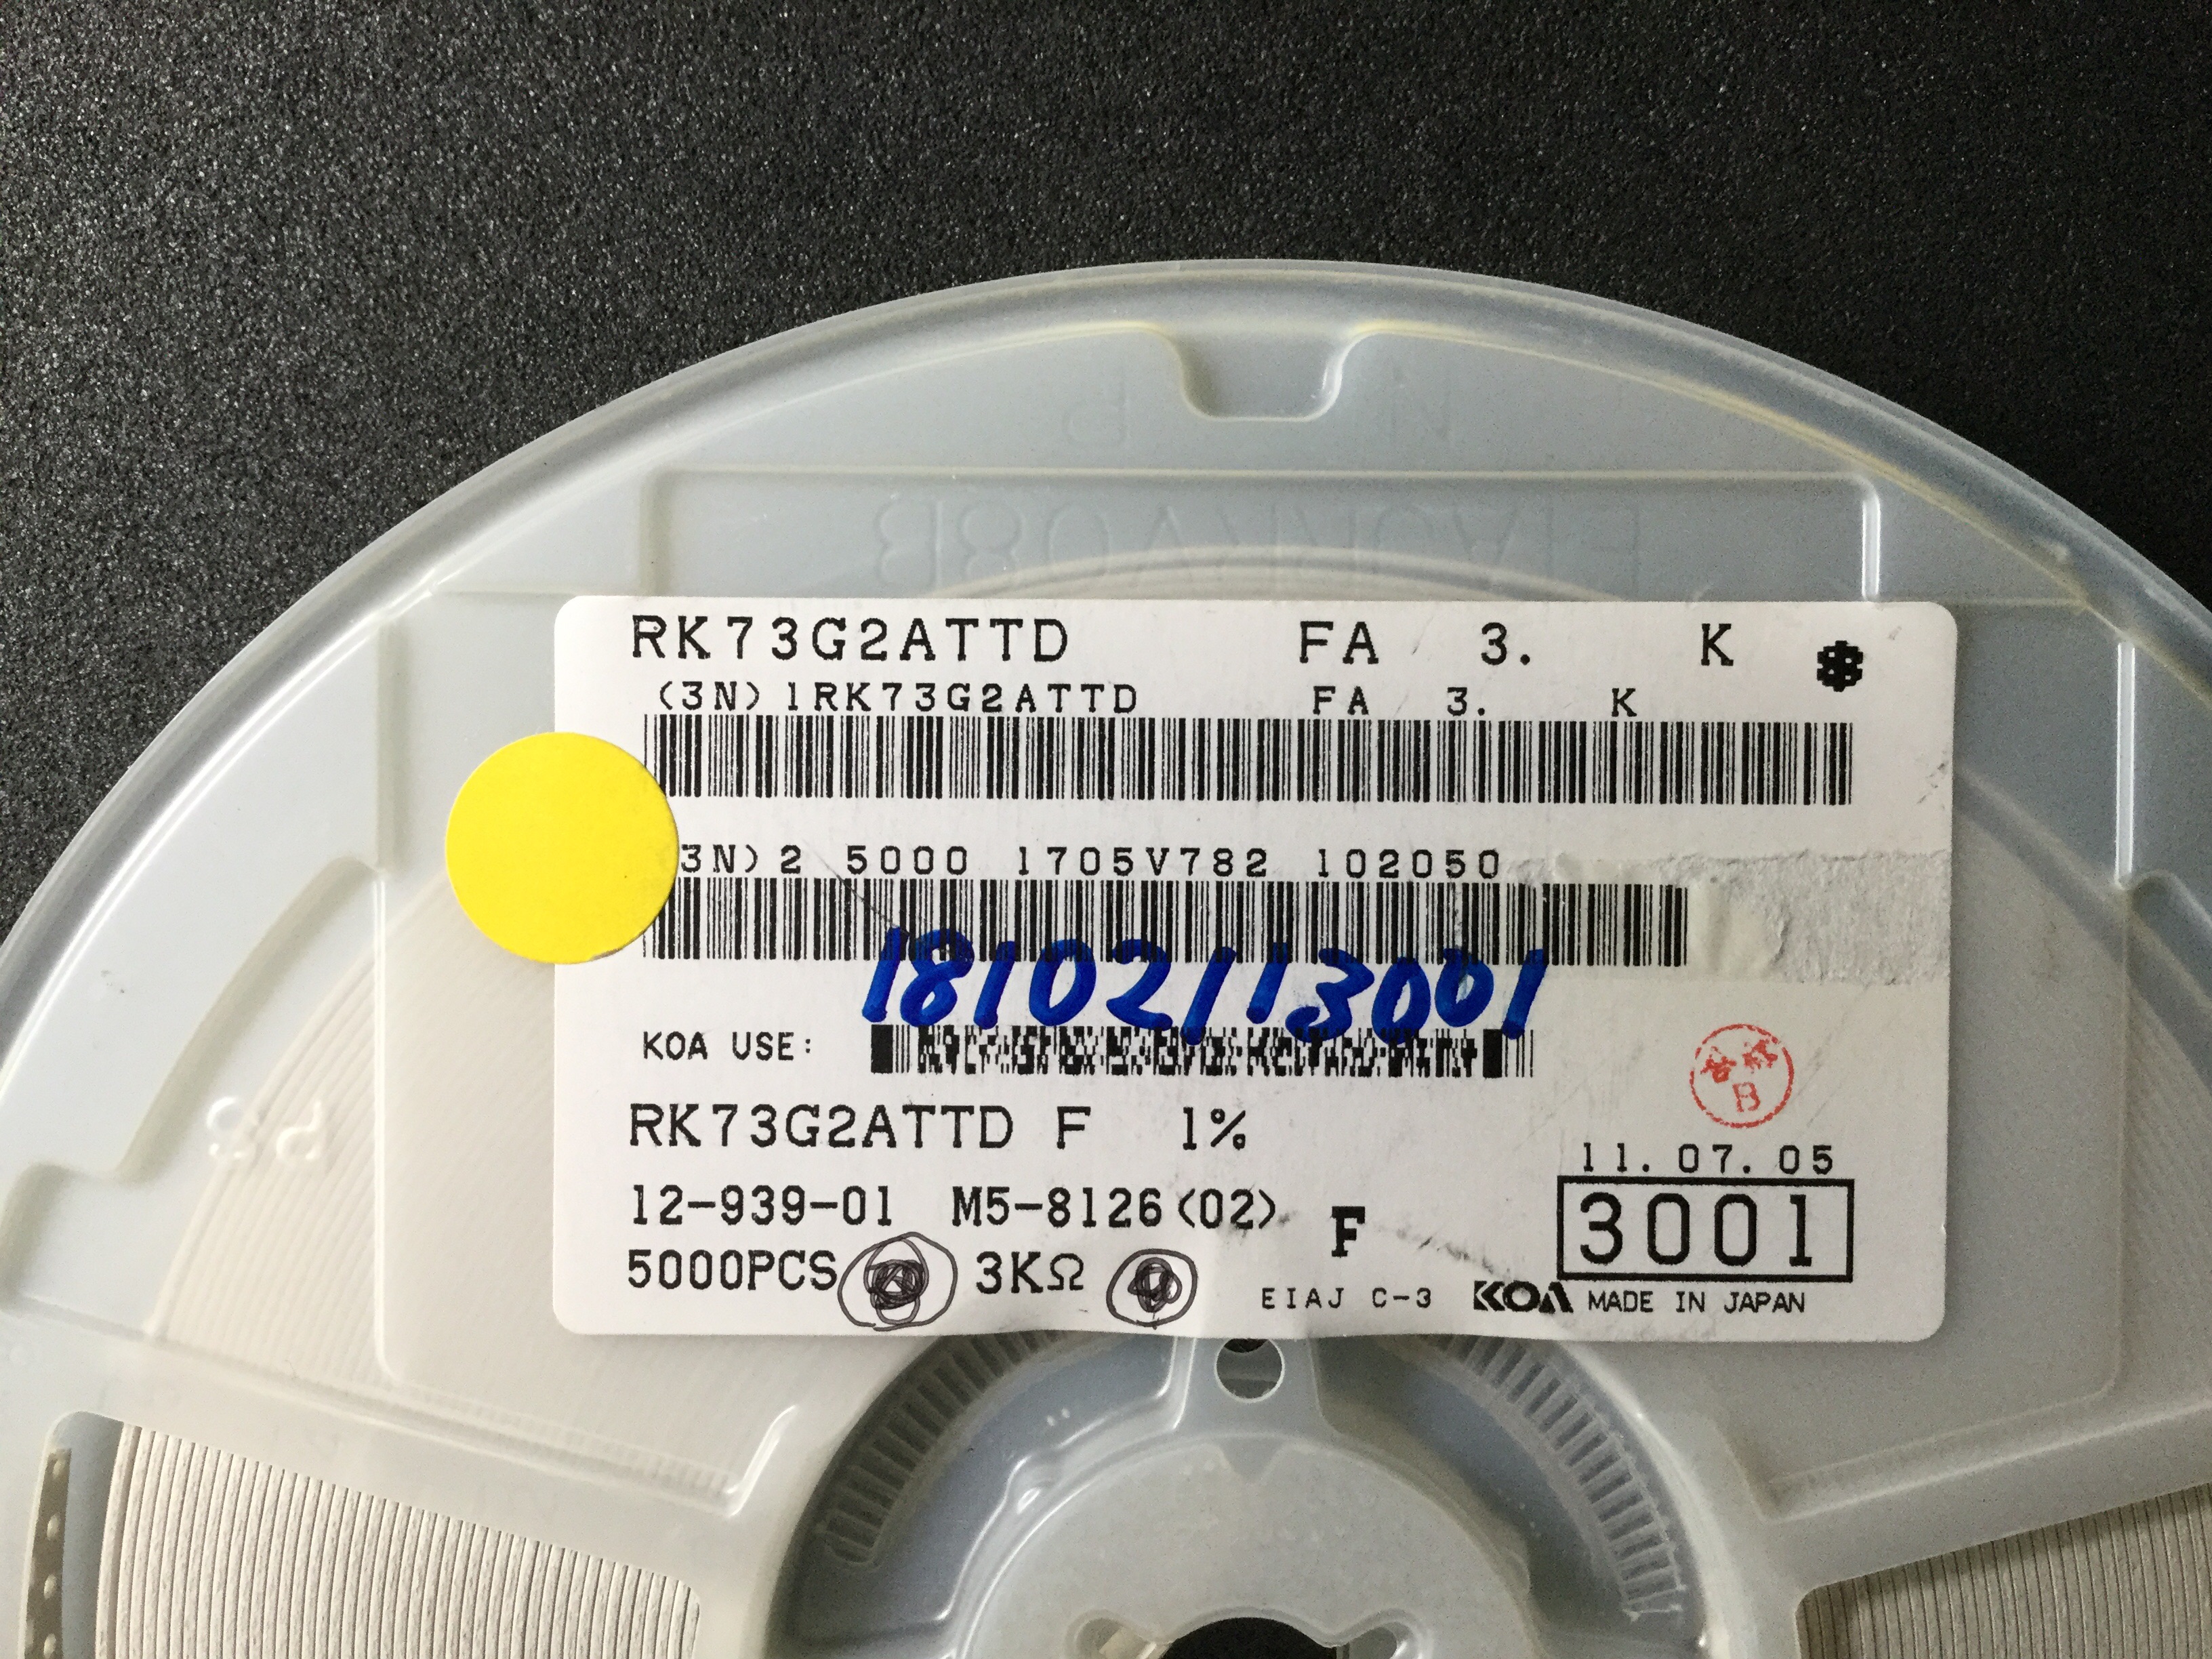 RK73G2ATTD FA 3. K
(3N)1RK73G2ATTD FA 3. K
3N)2 5000 1705V782 102050
18102113001
KOA USE:
B
RK73G2ATTD F 1%
11.07.05
12-939-01 M5-8126(02) F
3001
5000PCS 3KΩ
EIAJ C-3 KOA MADE IN JAPAN